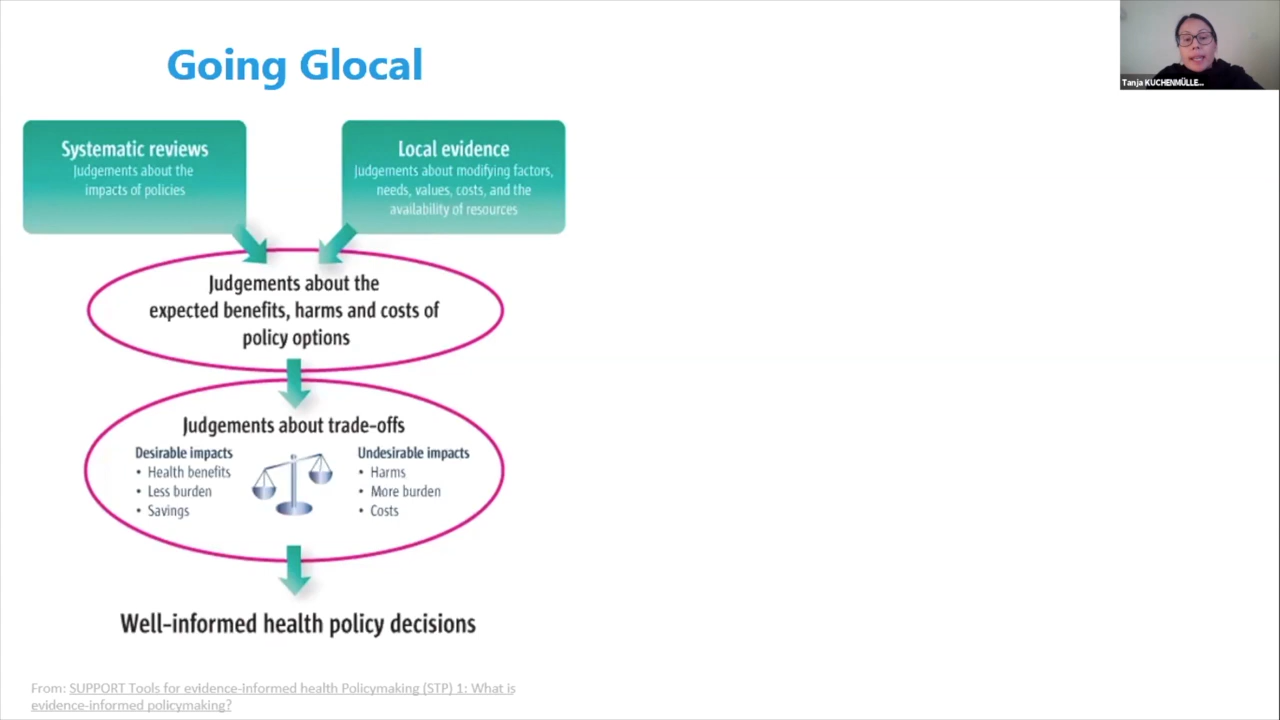 Going Glocal
Tanja KUCHENMÜLLE...
Systematic reviews
Judgements about the
impacts of policies
Local evidence
Judgements about modifying factors,
needs, values, costs, and the
availability of resources
Judgements about the
expected benefits, harms and costs of
policy options
Judgements about trade-offs
Desirable impacts
• Health benefits
• Less burden
• Savings
Undesirable impacts
• Harms
• More burden
• Costs
Well-informed health policy decisions
From: SUPPORT Tools for evidence-informed health Policymaking (STP) 1: What is
evidence-informed policymaking?